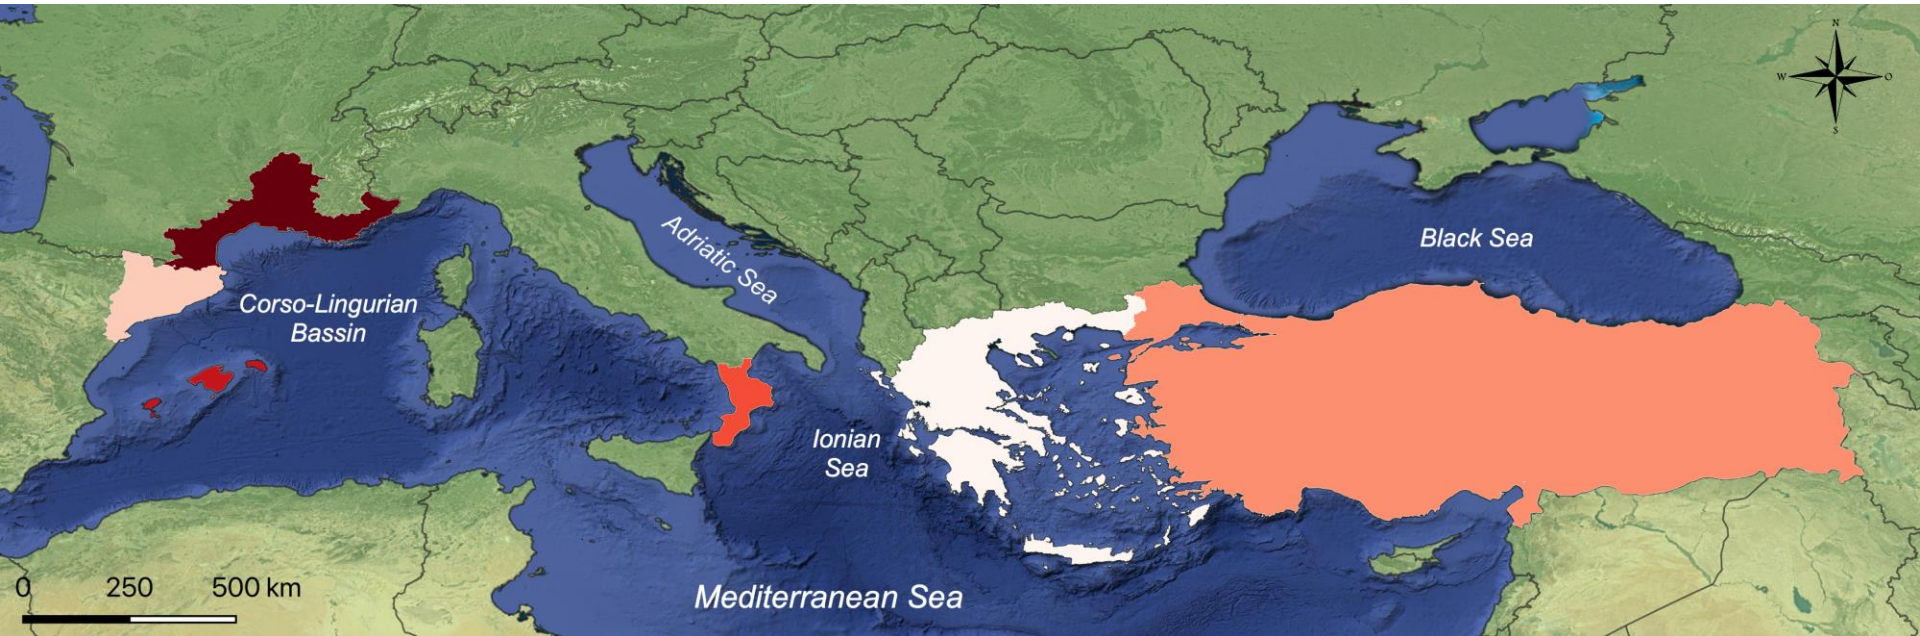 N
W
O
S
Adriatic Sea
Black Sea
Corso-Lingurian
Bassin
Ionian
Sea
0 250 500 km
Mediterranean Sea